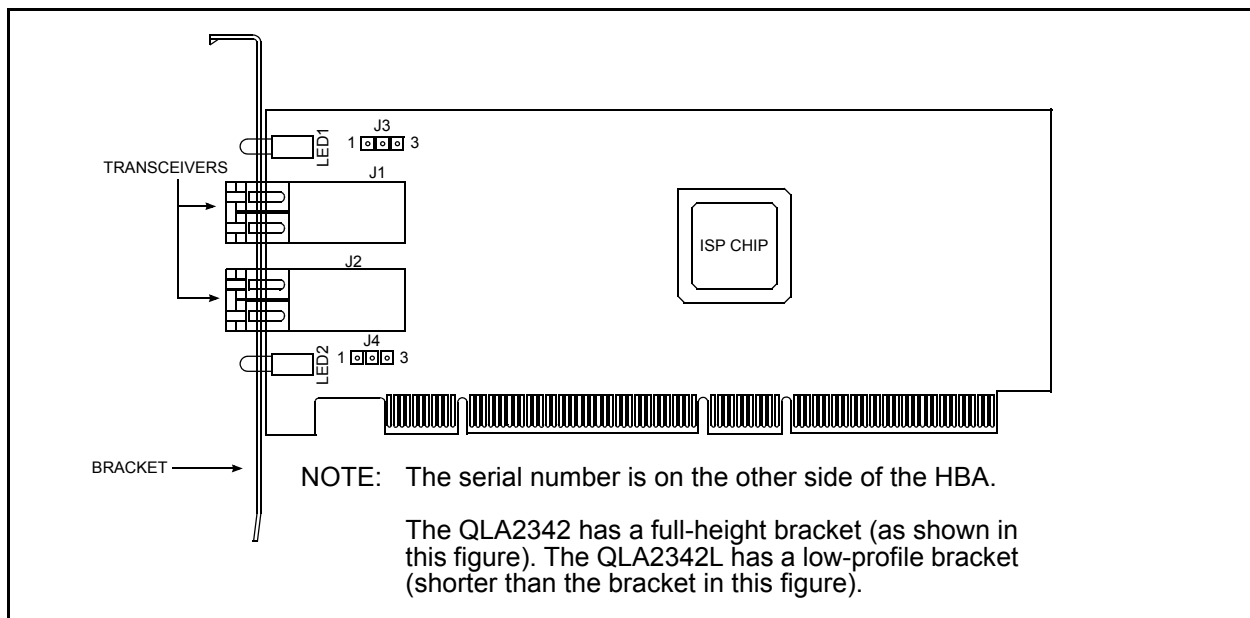 J3
1 3
LED1
TRANSCEIVERS
J1
ISP CHIP
J2
J4
1 3
LED2
BRACKET
NOTE: The serial number is on the other side of the HBA.
The QLA2342 has a full-height bracket (as shown in
this figure). The QLA2342L has a low-profile bracket
(shorter than the bracket in this figure).